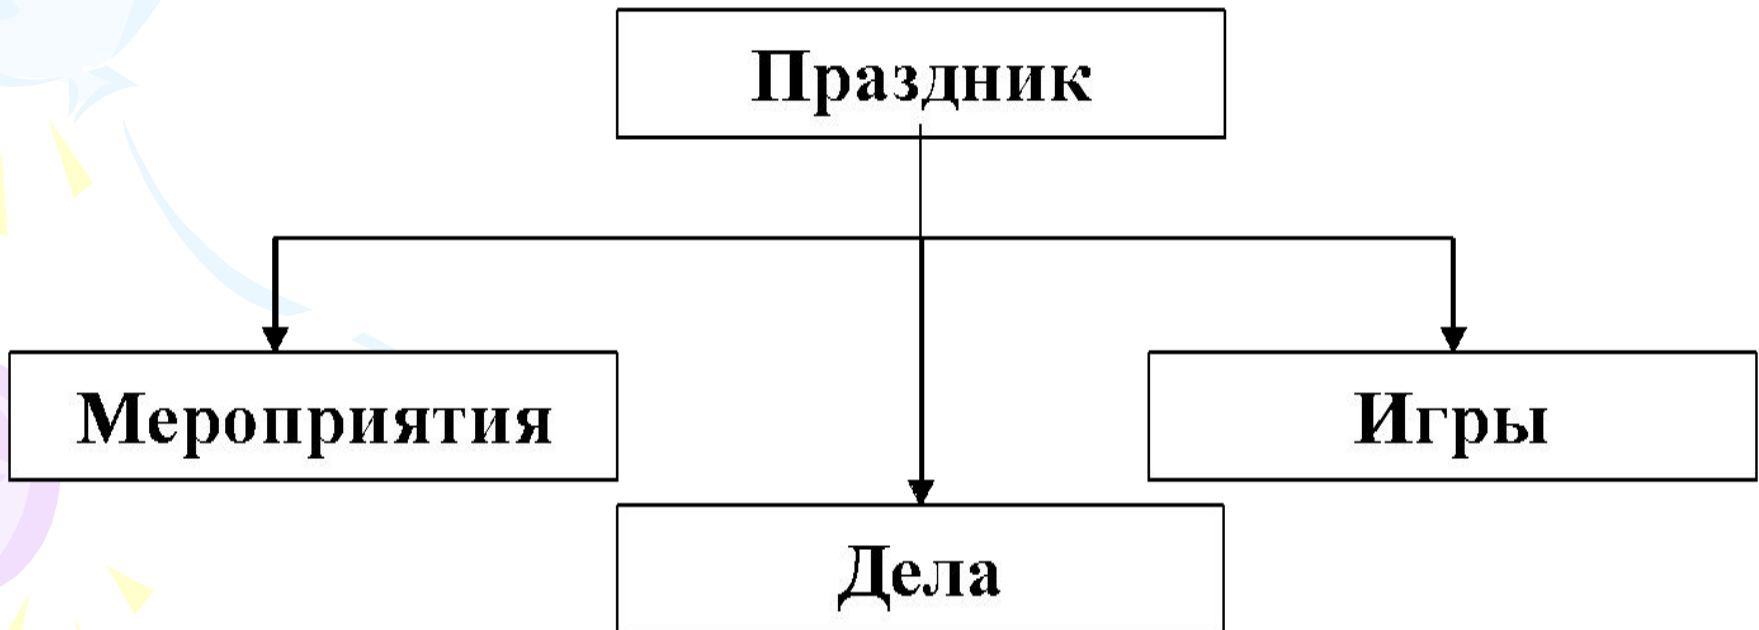 Праздник
Мероприятия
Игры
Дела